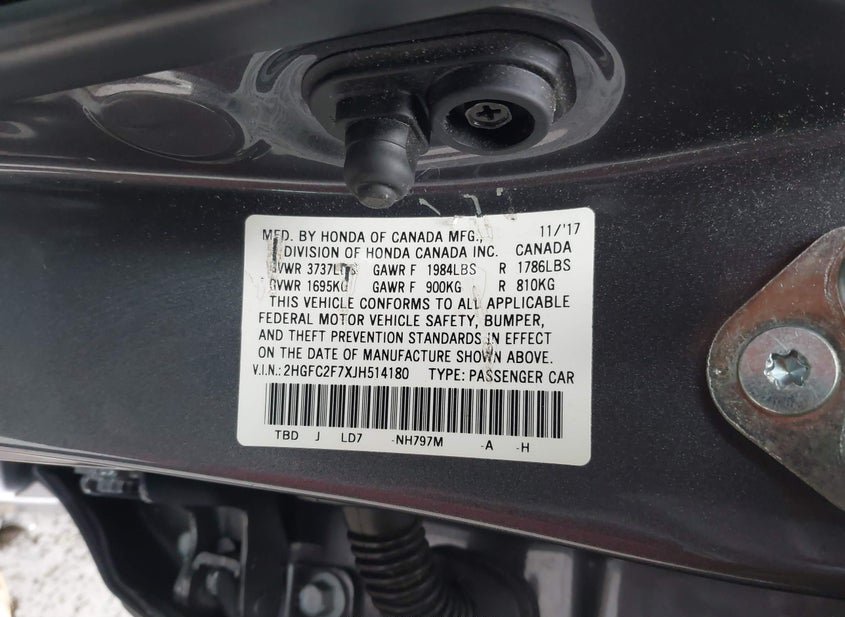 MFD. BY HONDA OF CANADA MFG., 11/'17
DIVISION OF HONDA CANADA INC. CANADA
GVWR 3737LBS GAWR F 1984LBS R 1786LBS
GVWR 1695KG GAWR F 900KG R 810KG
THIS VEHICLE CONFORMS TO ALL APPLICABLE
FEDERAL MOTOR VEHICLE SAFETY, BUMPER,
AND THEFT PREVENTION STANDARDS IN EFFECT
ON THE DATE OF MANUFACTURE SHOWN ABOVE.
V.I.N.: 2HGFC2F7XJH514180 TYPE: PASSENGER CAR
TBD J LD7 -NH797M -A -H